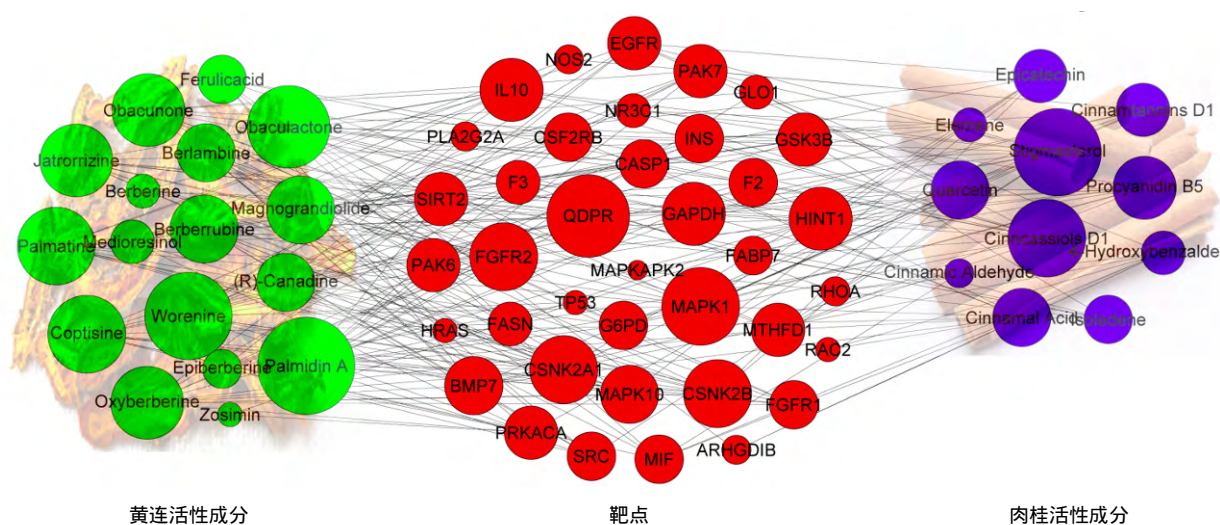 Ferulicacid
Obacunone
Obaculactone
Jatrorrizine
Berlambine
Berberine
Magnograndiolide
Palmatine
Medioresinol
Berberrubine
(R)-Canadine
Coptisine
Worenine
Epiberberine
Palmidin A
Oxyberberine
Zosimin
EGFR
NOS2
PAK7
IL10
GLO1
NR3C1
PLA2G2A
CSF2RB
INS
GSK3B
CASP1
F3
F2
SIRT2
QDPR
GAPDH
HINT1
FGFR2
PAK6
FABP7
MAPKAPK2
RHOA
TP53
MAPK1
HRAS
FASN
G6PD
MTHFD1
RAC2
CSNK2A1
BMP7
MAPK10
CSNK2B
FGFR1
PRKACA
ARHGDIB
SRC
MIF
Epicatechin
Cinnamtannins D1
Elemene
Stigmasterol
Quercetin
Procyanidin B5
Cinncassiols D1
4-Hydroxybenzalde
Cinnamic Aldehyde
Cinnamal Acid
Isoledene
黄连活性成分
靶点
肉桂活性成分